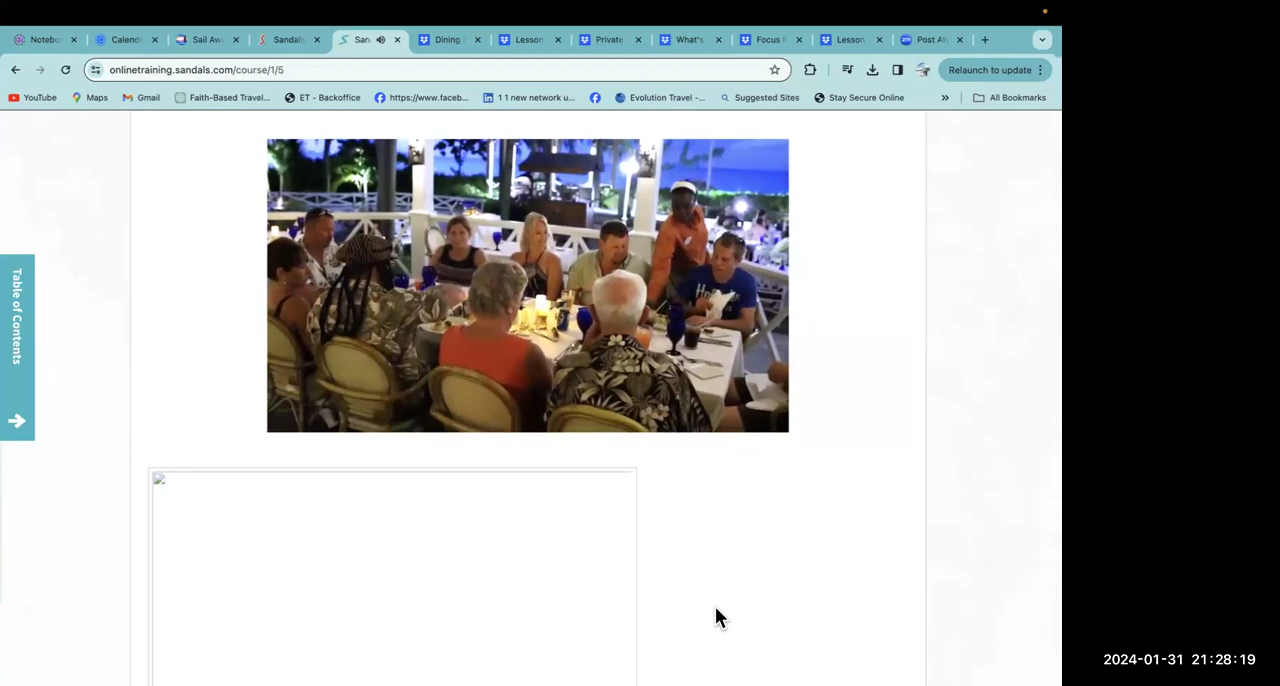 Notebo
Calend
Sail Aw
Sandals
San
Dining
Lesson
Private
What's
Focus F
Lesson
Post At
onlinetraining.sandals.com/course/1/5
Relaunch to update
YouTube
Maps
Gmail
Faith-Based Travel...
ET - Backoffice
https://www.faceb...
1 1 new network u...
Evolution Travel -...
Suggested Sites
Stay Secure Online
»
All Bookmarks
Table of Contents
2024-01-31 21:28:19